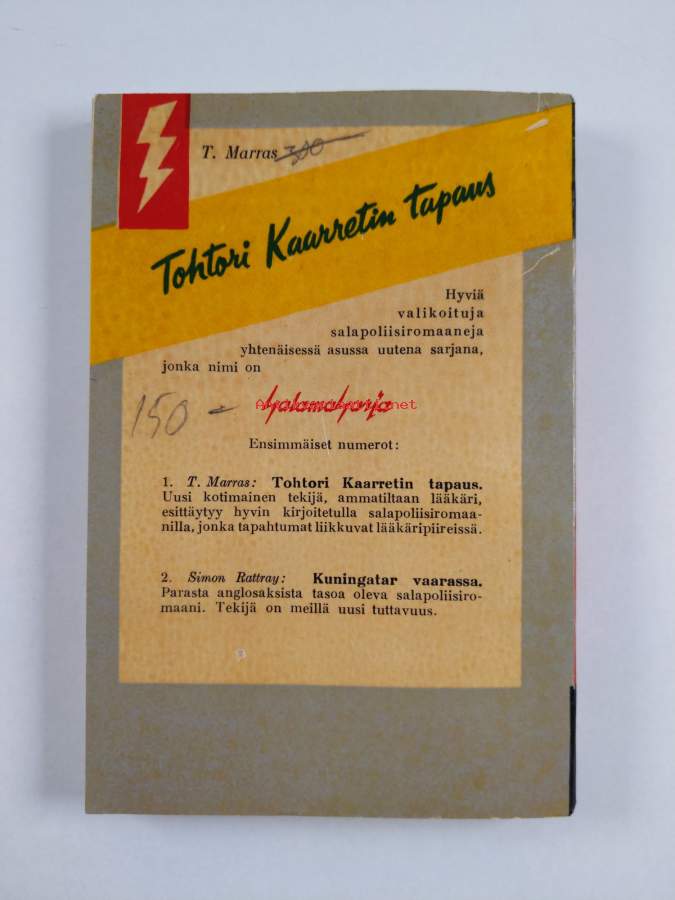 T. Marras 300
Tohtori Kaarretin tapaus
Hyviä
valikoituja
salapoliisiromaaneja
yhtenäisessä asussa uutena sarjana,
jonka nimi on
150 - Salamasarja
Ensimmäiset numerot:
1. T. Marras: Tohtori Kaarretin tapaus.
Uusi kotimainen tekijä, ammatiltaan lääkäri,
esittäytyy hyvin kirjoitetulla salapoliisiromaa-
nilla, jonka tapahtumat liikkuvat lääkäripiireissä.
2. Simon Rattray: Kuningatar vaarassa.
Parasta anglosaksista tasoa oleva salapoliisiro-
maani. Tekijä on meillä uusi tuttavuus.